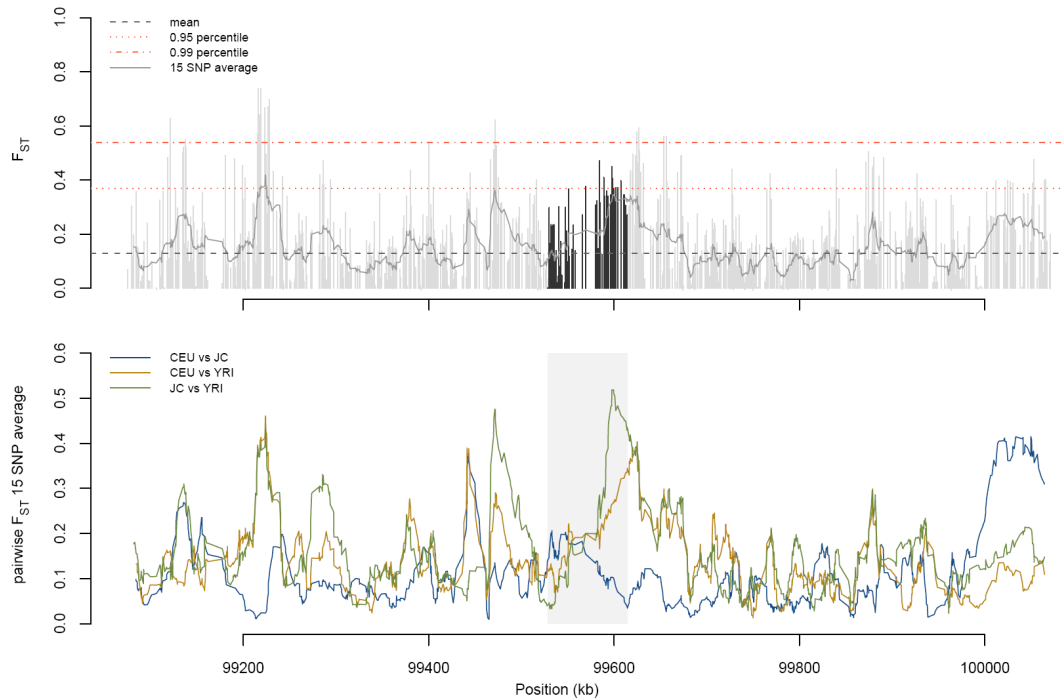 1.0
0.8
0.6
0.4
0.2
0.0
F_ST
mean
0.95 percentile
0.99 percentile
15 SNP average
0.6
0.5
0.4
0.3
0.2
0.1
0.0
pairwise F_ST 15 SNP average
CEU vs JC
CEU vs YRI
JC vs YRI
99200 99400 99600 99800 100000
Position (kb)